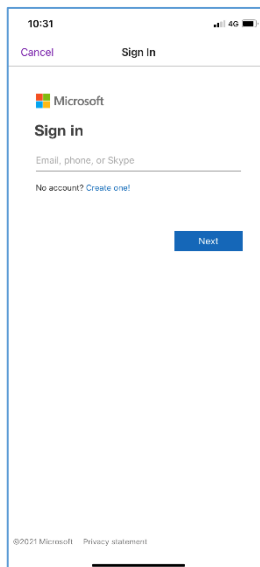 10:31 4G
Cancel Sign In
Microsoft
Sign in
Email, phone, or Skype
No account? Create one!
Next
©2021 Microsoft Privacy statement